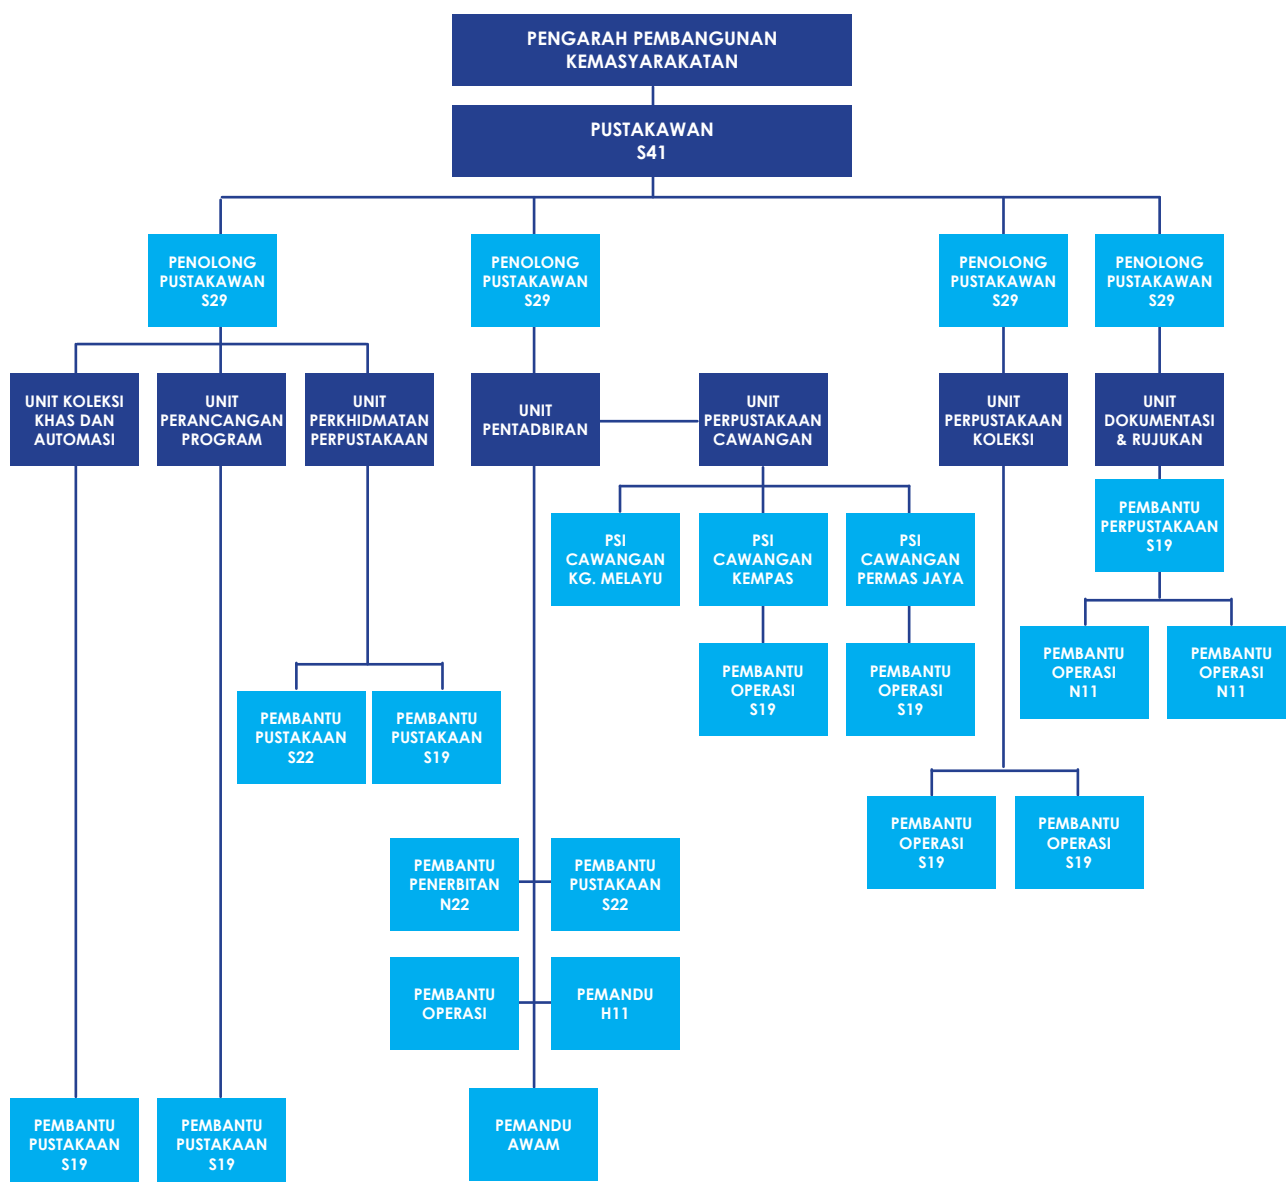 PENGARAH PEMBANGUNAN
KEMASYARAKATAN
PUSTAKAWAN
S41
PENOLONG
PUSTAKAWAN
S29
PENOLONG
PUSTAKAWAN
S29
PENOLONG
PUSTAKAWAN
S29
PENOLONG
PUSTAKAWAN
S29
UNIT KOLEKSI
KHAS DAN
AUTOMASI
UNIT
PERANCANGAN
PROGRAM
UNIT
PERKHIDMATAN
PERPUSTAKAAN
UNIT
PENTADBIRAN
UNIT
PERPUSTAKAAN
CAWANGAN
UNIT
PERPUSTAKAAN
KOLEKSI
UNIT
DOKUMENTASI
& RUJUKAN
PSI
CAWANGAN
KG. MELAYU
PSI
CAWANGAN
KEMPAS
PSI
CAWANGAN
PERMAS JAYA
PEMBANTU
PERPUSTAKAAN
S19
PEMBANTU
OPERASI
S19
PEMBANTU
OPERASI
S19
PEMBANTU
OPERASI
N11
PEMBANTU
OPERASI
N11
PEMBANTU
PUSTAKAAN
S22
PEMBANTU
PUSTAKAAN
S19
PEMBANTU
OPERASI
S19
PEMBANTU
OPERASI
S19
PEMBANTU
PENERBITAN
N22
PEMBANTU
PUSTAKAAN
S22
PEMBANTU
OPERASI
PEMANDU
H11
PEMBANTU
PUSTAKAAN
S19
PEMBANTU
PUSTAKAAN
S19
PEMANDU
AWAM